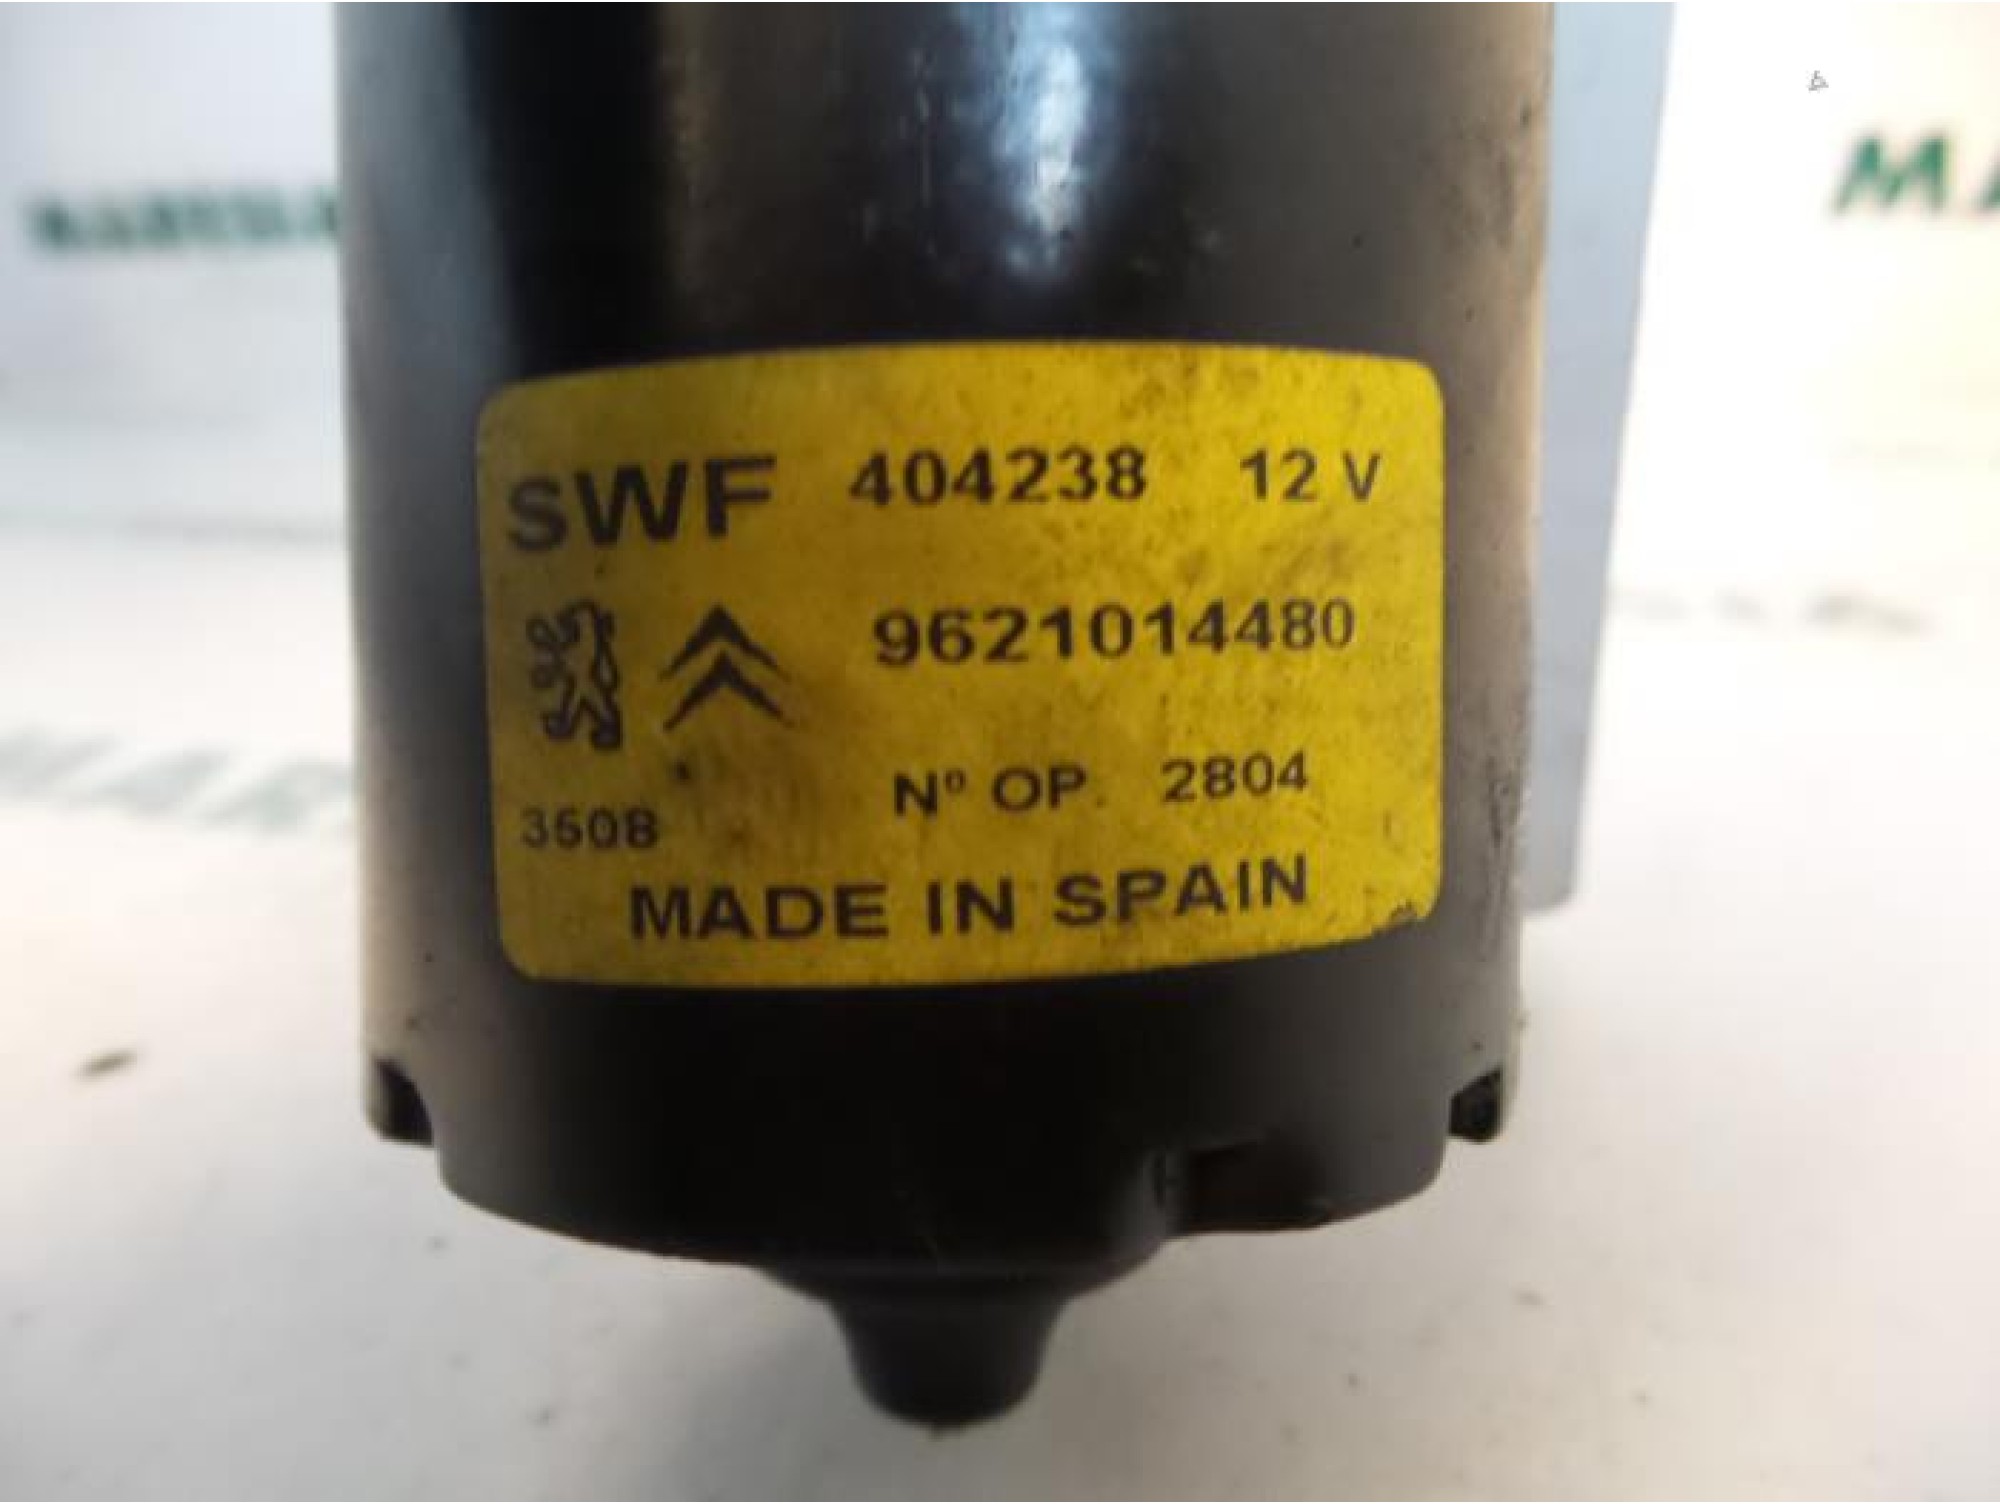 SWF 404238 12 V
9621014480
Nº OP. 2804
3508
MADE IN SPAIN